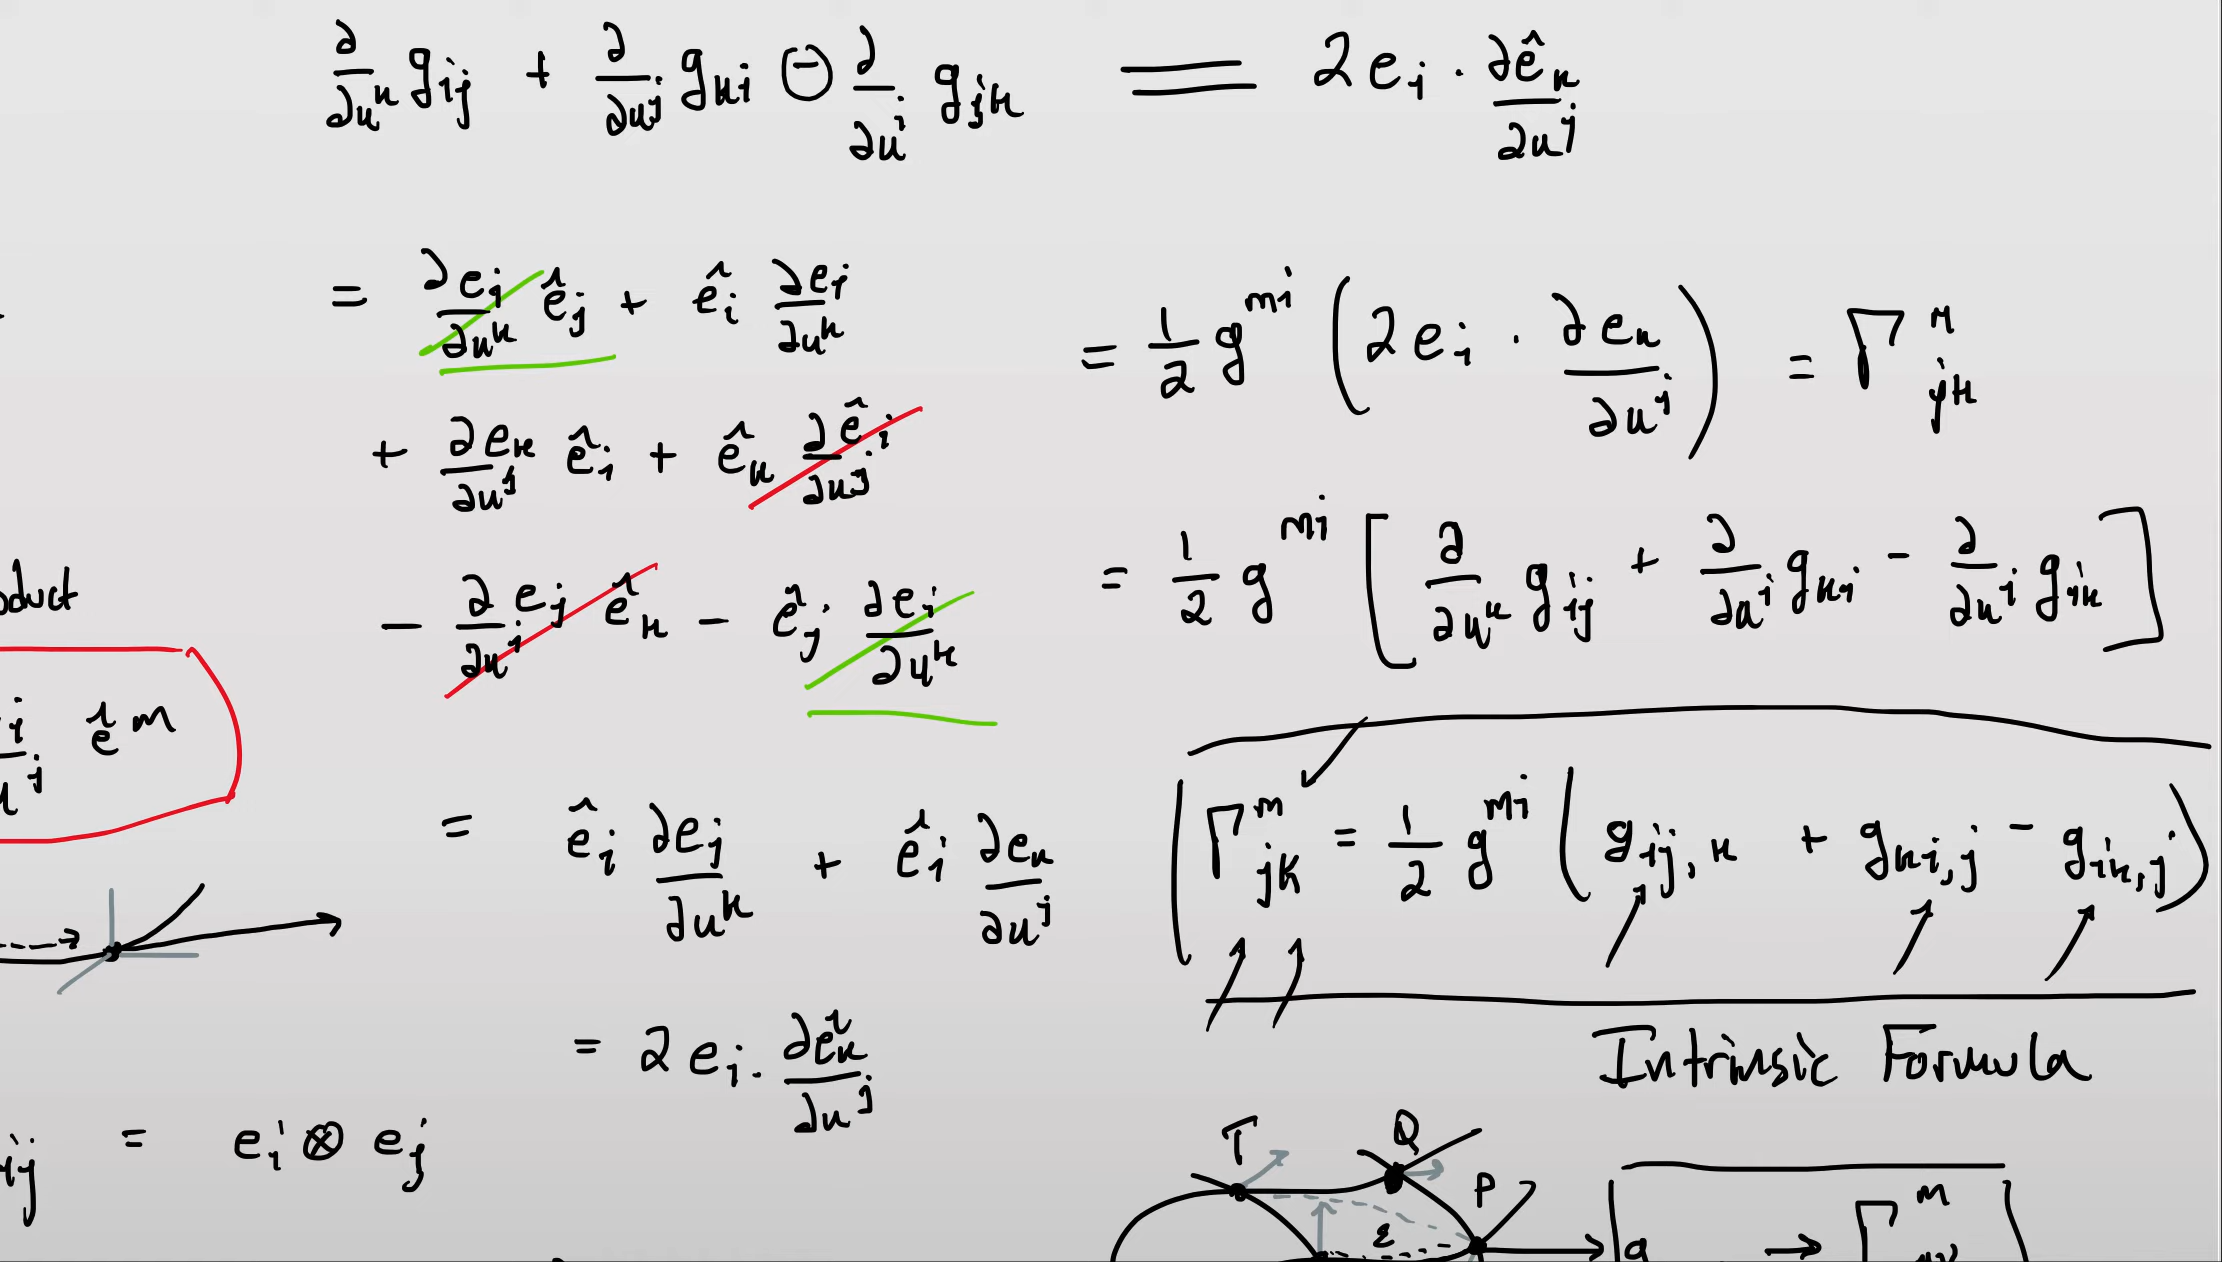 ∂/∂u^k g_ij + ∂/∂u^j g_ki ⊖ ∂/∂u^i g_jk = 2e_i · ∂ê_k/∂u^j
= ∂e_i/∂u^k ê_j + ê_i ∂e_j/∂u^k
+ ∂e_k/∂u^j ê_i + ê_k ∂ê_i/∂u^j
- ∂e_j/∂u^i ê_k - ê_j · ∂e_i/∂u^k
= ê_i ∂e_j/∂u^k + ê_i ∂e_k/∂u^j
= 2e_i · ∂ê_k/∂u^j
= 1/2 g^mi (2e_i · ∂e_k/∂u^j) = Γ^m_jk
= 1/2 g^mi [∂/∂u^k g_ij + ∂/∂u^i g_ki - ∂/∂u^i g_ik]
Γ^m_jk = 1/2 g^mi (g_ij,k + g_ki,j - g_ik,j)
Intrinsic Formula
ê^m
ij = e_i ⊗ e_j
T Q P
ε
Γ^m